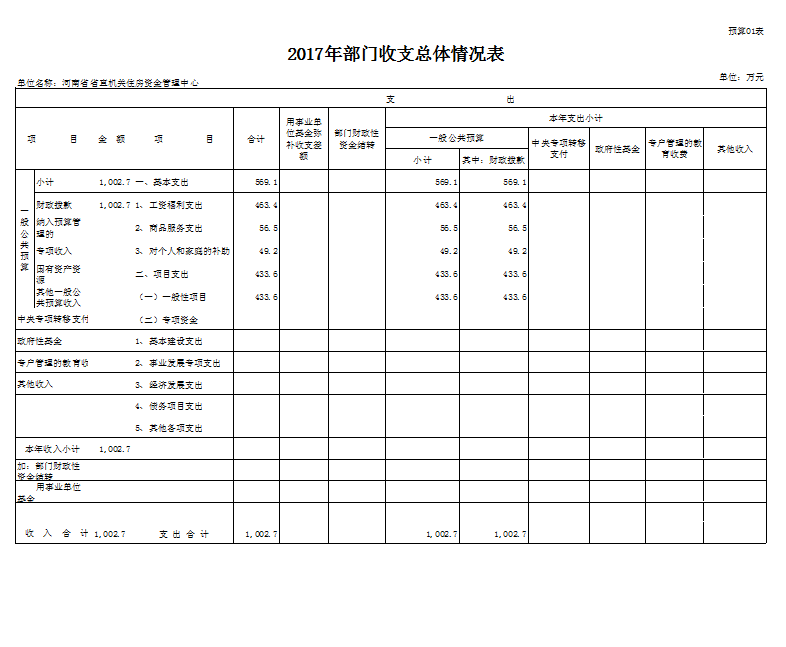 预算01表
2017年部门收支总体情况表
单位名称：河南省省直机关住房资金管理中心
单位：万元
支 出
项 目 金 额 项 目 合计 用事业单位基金弥补收支差额 部门财政性资金结转 本年支出小计
一般公共预算 中央专项转移支付 政府性基金 专户管理的教育收费 其他收入
小计 其中：财政拨款
一般公共预算
小计 1,002.7 一、基本支出 569.1 569.1 569.1
财政拨款 1,002.7 1、工资福利支出 463.4 463.4 463.4
纳入预算管理的 2、商品服务支出 56.5 56.5 56.5
专项收入 3、对个人和家庭的补助 49.2 49.2 49.2
国有资产资源 二、项目支出 433.6 433.6 433.6
其他一般公共预算收入 （一）一般性项目 433.6 433.6 433.6
中央专项转移支付 （二）专项资金
政府性基金 1、基本建设支出
专户管理的教育收 2、事业发展专项支出
其他收入 3、经济发展支出
4、债务项目支出
5、其他各项支出
本年收入小计 1,002.7
加：部门财政性资金结转
用事业单位基金
收 入 合 计 1,002.7 支 出 合 计 1,002.7 1,002.7 1,002.7